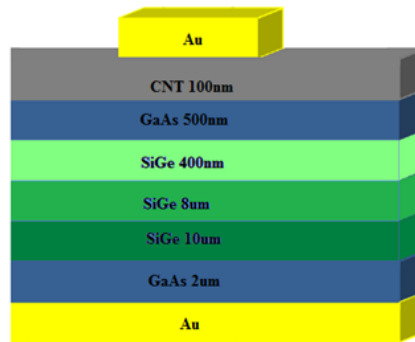 Au
CNT 100nm
GaAs 500nm
SiGe 400nm
SiGe 8um
SiGe 10um
GaAs 2um
Au